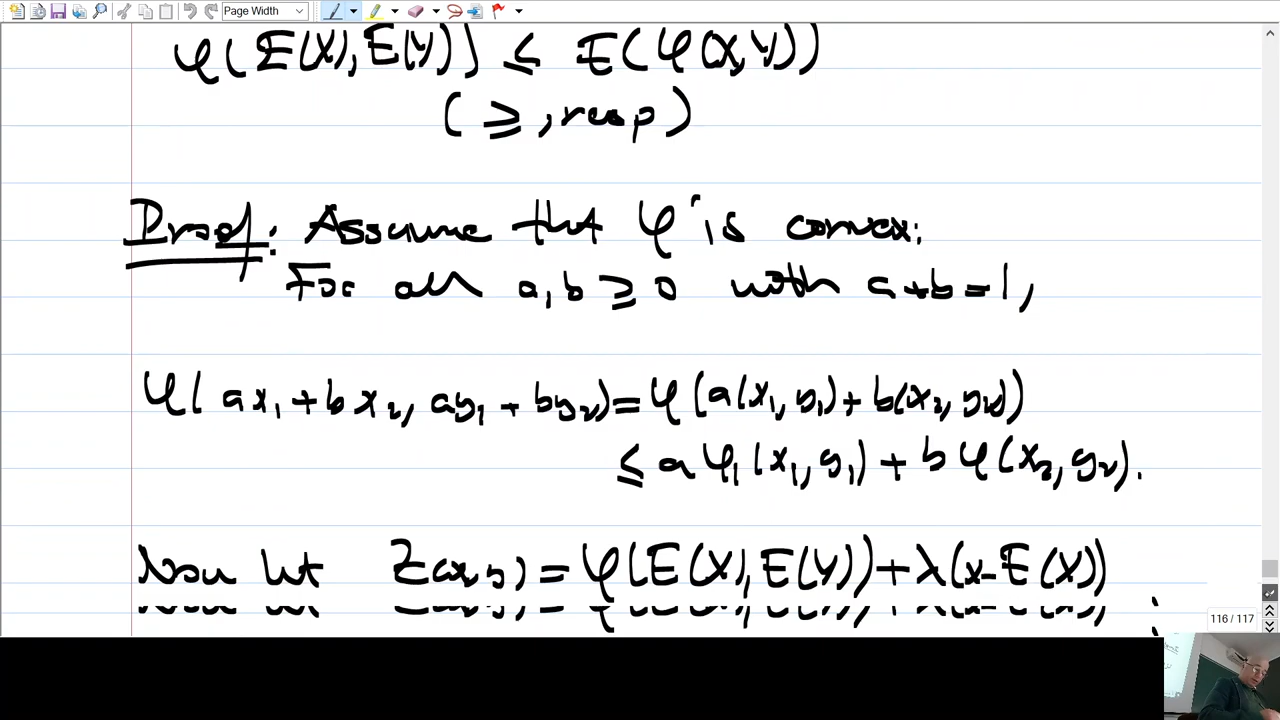 Page Width
φ(E(X),E(Y)) ≤ E(φ(X,Y))
(≥, resp)
Proof: Assume that φ is convex:
For all a,b ≥ 0 with a+b=1,
φ(ax₁+bx₂, ay₁+by₂) = φ(a(x₁,y₁)+b(x₂,y₂))
≤ aφ₁(x₁,y₁) + bφ(x₂,y₂).
Now let Z(x,y) = φ(E(X),E(Y)) + λ(x-E(X))
116 / 117